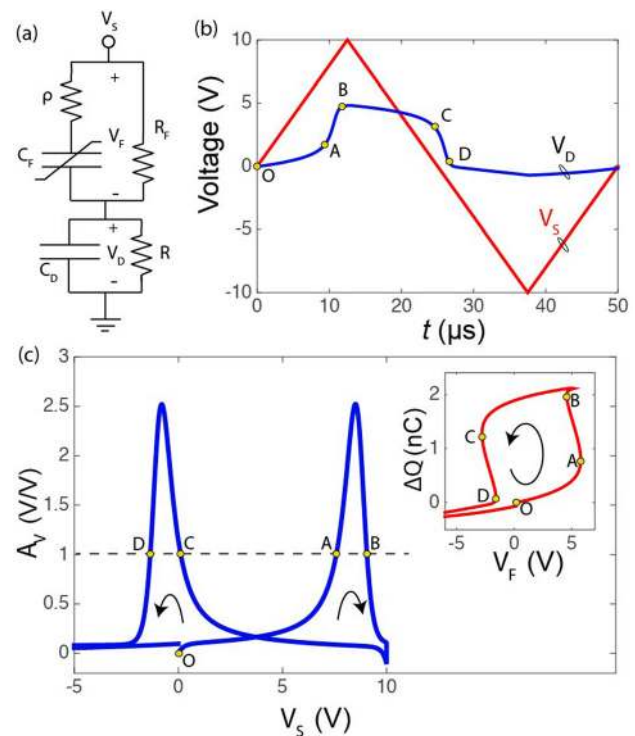 (a)
V_S
+
ρ
V_F
R_F
C_F
-
+
C_D
V_D
R
-
(b)
10
5
0
-5
-10
Voltage (V)
O
A
B
C
D
V_D
V_S
0
10
20
30
40
50
t (μs)
(c)
3
2.5
2
1.5
1
0.5
0
A_V (V/V)
D
C
A
B
O
-5
0
5
10
V_S (V)
2
1
0
ΔQ (nC)
B
C
A
D
O
-5
0
5
V_F (V)